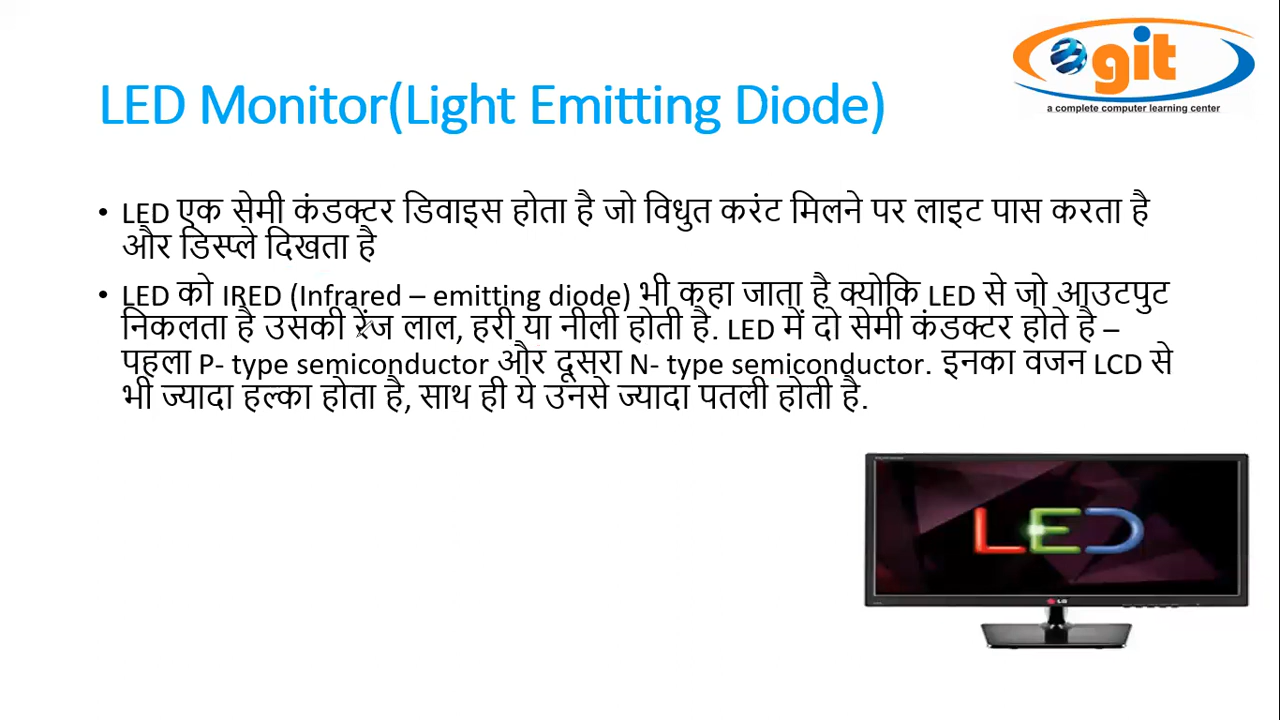 egit
a complete computer learning center
LED Monitor(Light Emitting Diode)
• LED एक सेमी कंडक्टर डिवाइस होता है जो विधुत करंट मिलने पर लाइट पास करता है
और डिस्प्ले दिखता है
• LED को IRED (Infrared – emitting diode) भी कहा जाता है क्योकि LED से जो आउटपुट
निकलता है उसकी रेंज लाल, हरी या नीली होती है. LED में दो सेमी कंडक्टर होते है –
पहला P- type semiconductor और दूसरा N- type semiconductor. इनका वजन LCD से
भी ज्यादा हल्का होता है, साथ ही ये उनसे ज्यादा पतली होती है.
LED
LG